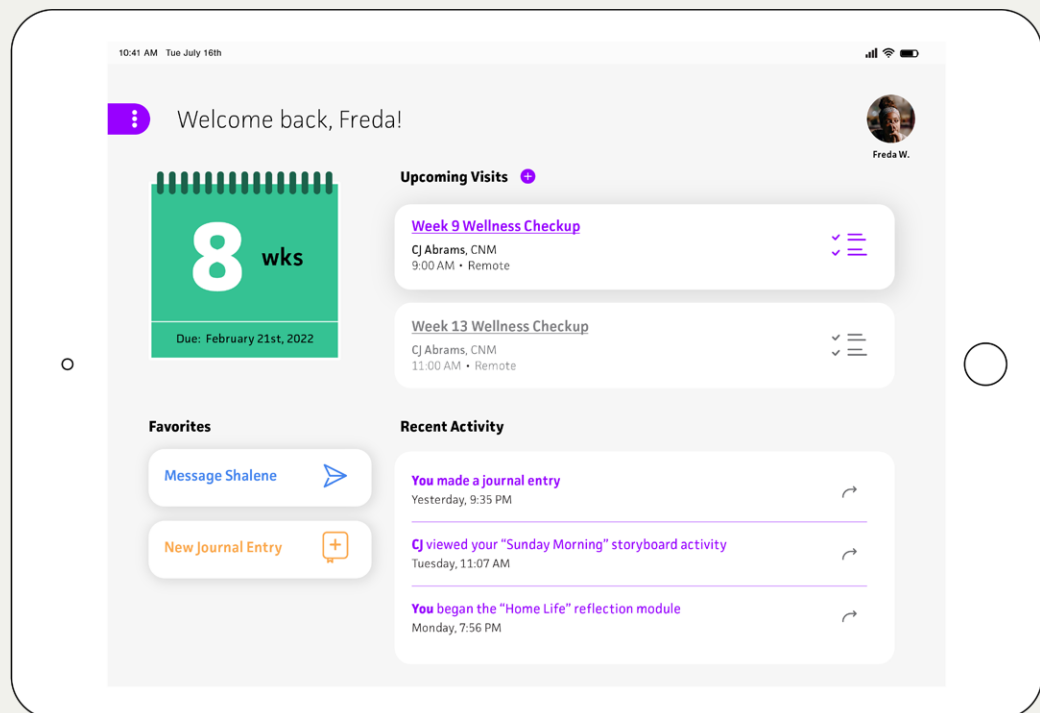 10:41 AM Tue July 16th
Welcome back, Freda!
Freda W.
8 wks
Due: February 21st, 2022
Upcoming Visits
Week 9 Wellness Checkup
CJ Abrams, CNM
9:00 AM • Remote
Week 13 Wellness Checkup
CJ Abrams, CNM
11:00 AM • Remote
Favorites
Message Shalene
New Journal Entry
Recent Activity
You made a journal entry
Yesterday, 9:35 PM
CJ viewed your “Sunday Morning” storyboard activity
Tuesday, 11:07 AM
You began the “Home Life” reflection module
Monday, 7:56 PM